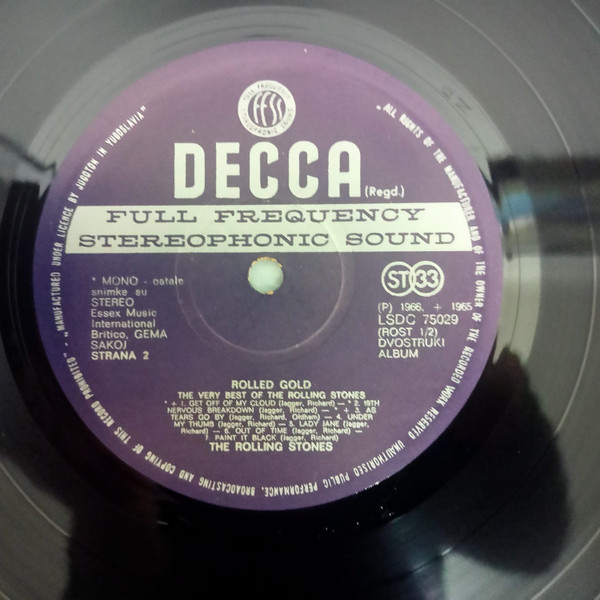 FULL FREQUENCY
FFSS
STEREOPHONIC SOUND
DECCA (Regd.)
FULL FREQUENCY
STEREOPHONIC SOUND
* MONO - ostale
snimke su
STEREO
Essex Music
International
Britico, GEMA
SAKOJ
STRANA 2
ST 33
(P) 1966, + 1965
LSDC 75029
(ROST 1/2)
DVOSTRUKI
ALBUM
ROLLED GOLD
THE VERY BEST OF THE ROLLING STONES
* + 1. GET OFF OF MY CLOUD (Jagger, Richard) — * 2. 19TH
NERVOUS BREAKDOWN (Jagger, Richard) — * + 3. AS
TEARS GO BY (Jagger, Richard, Oldham) — 4. UNDER
MY THUMB (Jagger, Richard) — 5. LADY JANE (Jagger,
Richard) — 6. OUT OF TIME (Jagger, Richard) —
7. PAINT IT BLACK (Jagger, Richard)
THE ROLLING STONES
"ALL RIGHTS OF THE MANUFACTURER AND OF THE OWNER OF THE RECORDED WORK RESERVED UNAUTHORISED PUBLIC PERFORMANCE, BROADCASTING AND COPYING OF THIS RECORD PROHIBITED" - "MANUFACTURED UNDER LICENCE BY JUGOTON IN YUGOSLAVIA"